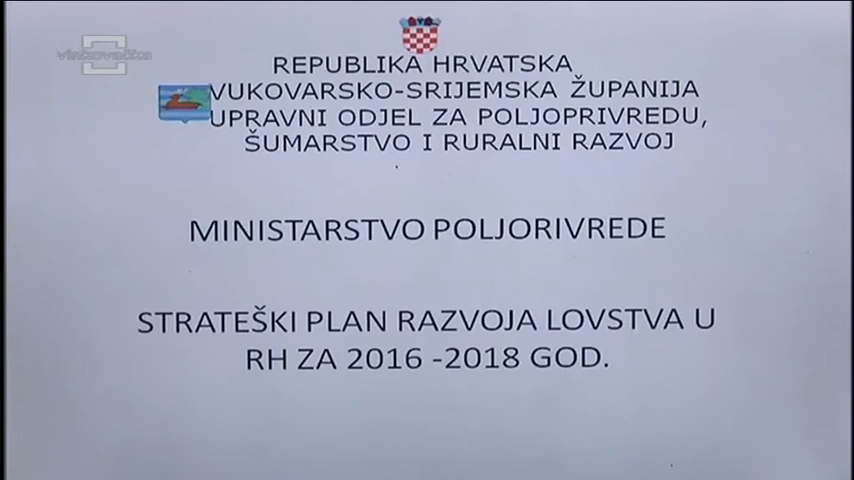 vinkovačka
REPUBLIKA HRVATSKA
VUKOVARSKO-SRIJEMSKA ŽUPANIJA
UPRAVNI ODJEL ZA POLJOPRIVREDU,
ŠUMARSTVO I RURALNI RAZVOJ
MINISTARSTVO POLJORIVREDE
STRATEŠKI PLAN RAZVOJA LOVSTVA U
RH ZA 2016 -2018 GOD.